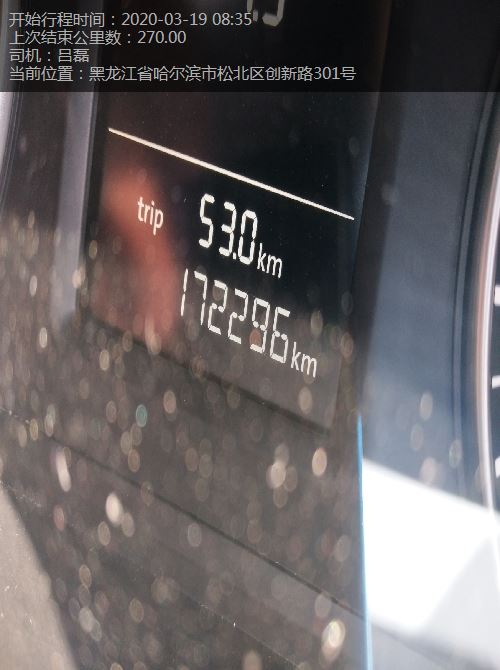 开始行程时间：2020-03-19 08:35
上次结束公里数：270.00
司机：吕磊
当前位置：黑龙江省哈尔滨市松北区创新路301号
trip 53.0 km
172296 km